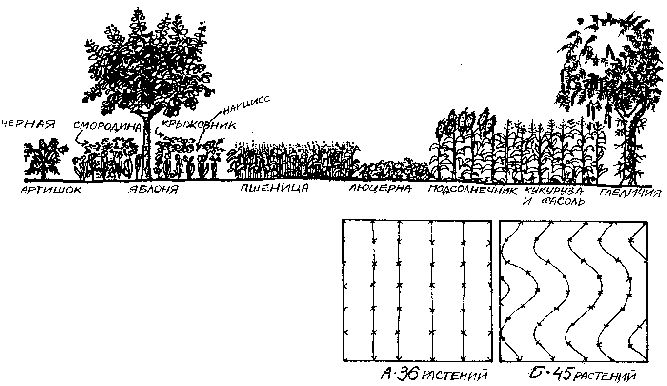 НАРЦИСС
ЧЕРНАЯ СМОРОДИНА КРЫЖОВНИК
АРТИШОК ЯБЛОНЯ ПШЕНИЦА ЛЮЦЕРНА ПОДСОЛНЕЧНИК КУКУРУЗА ГЛЕДИЧИЯ
И ФАСОЛЬ
А·36 РАСТЕНИЙ Б·45 РАСТЕНИЙ